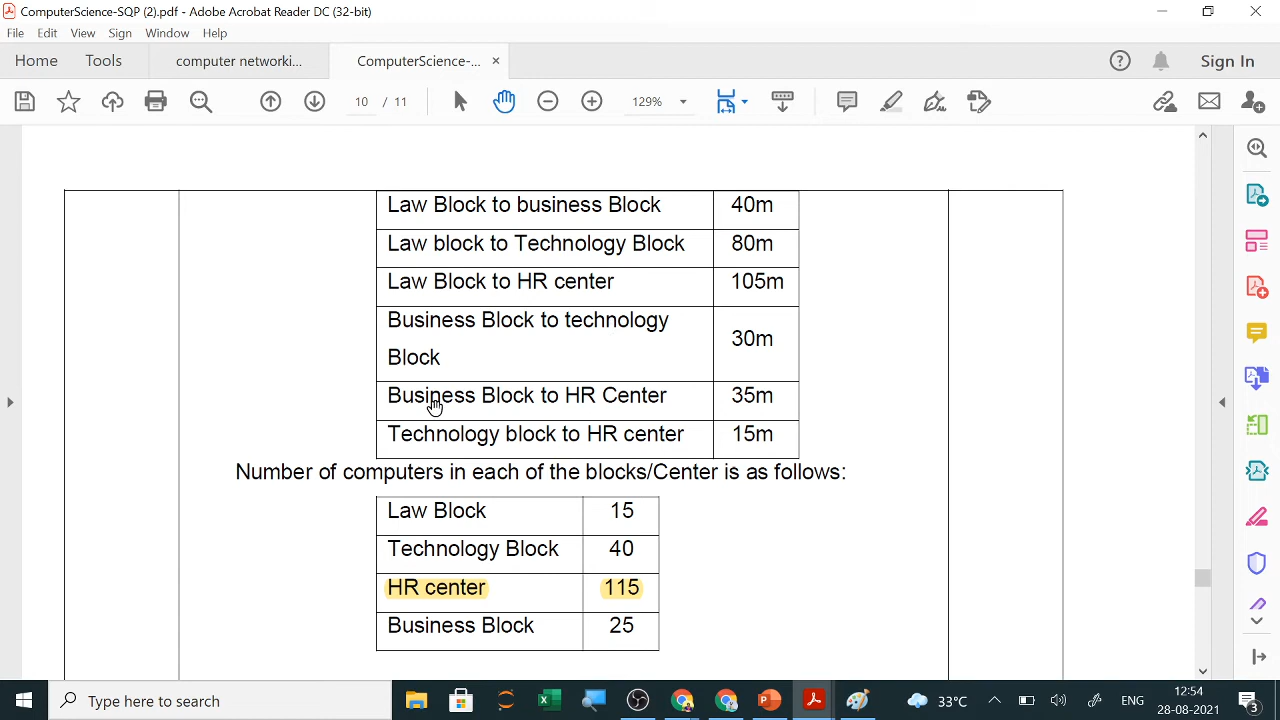 ComputerScience-SQP (2).pdf - Adobe Acrobat Reader DC (32-bit)
File Edit View Sign Window Help
Home Tools computer networki... ComputerScience-... × Sign In
10 / 11 129%
Law Block to business Block 40m
Law block to Technology Block 80m
Law Block to HR center 105m
Business Block to technology
Block 30m
Business Block to HR Center 35m
Technology block to HR center 15m
Number of computers in each of the blocks/Center is as follows:
Law Block 15
Technology Block 40
HR center 115
Business Block 25
Type here to search
33°C
ENG
12:54
28-08-2021
3